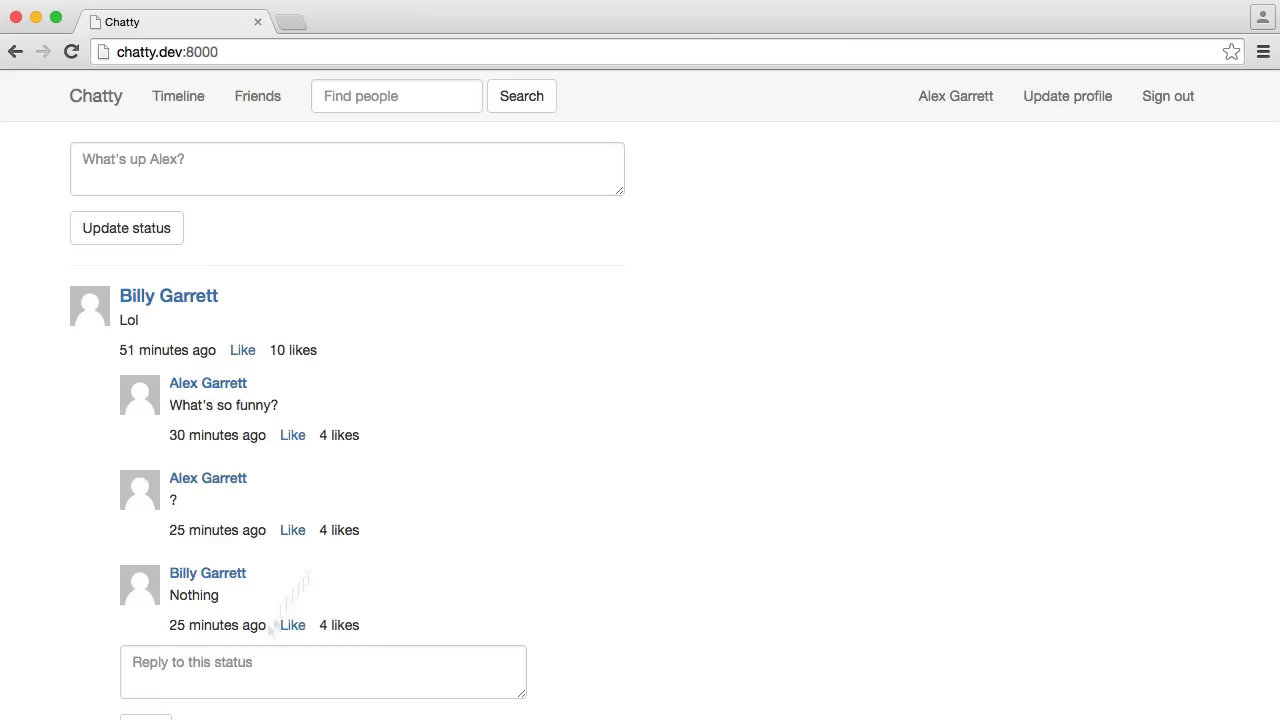 Chatty
chatty.dev:8000
Chatty Timeline Friends Find people Search Alex Garrett Update profile Sign out
What's up Alex?
Update status
Billy Garrett
Lol
51 minutes ago Like 10 likes
Alex Garrett
What's so funny?
30 minutes ago Like 4 likes
Alex Garrett
?
25 minutes ago Like 4 likes
Billy Garrett
Nothing
25 minutes ago Like 4 likes
Reply to this status